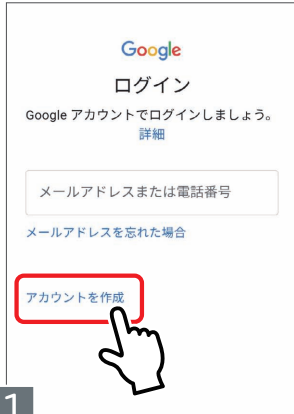 Google
ログイン
Google アカウントでログインしましょう。
詳細
メールアドレスまたは電話番号
メールアドレスを忘れた場合
アカウントを作成
1